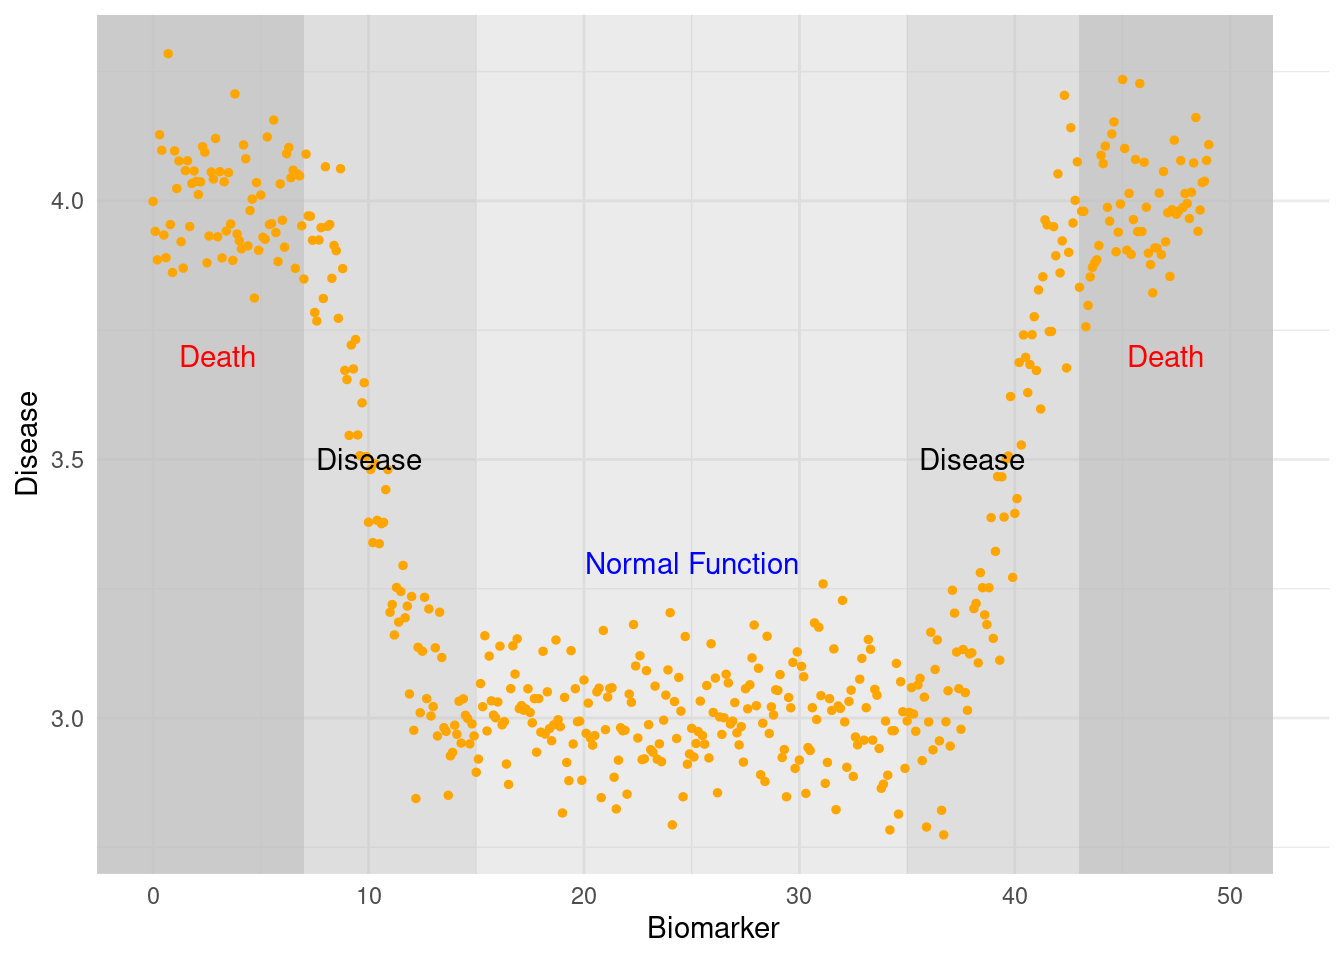 4.0
3.5
3.0
Disease
Death
Death
Disease
Disease
Normal Function
0 10 20 30 40 50
Biomarker